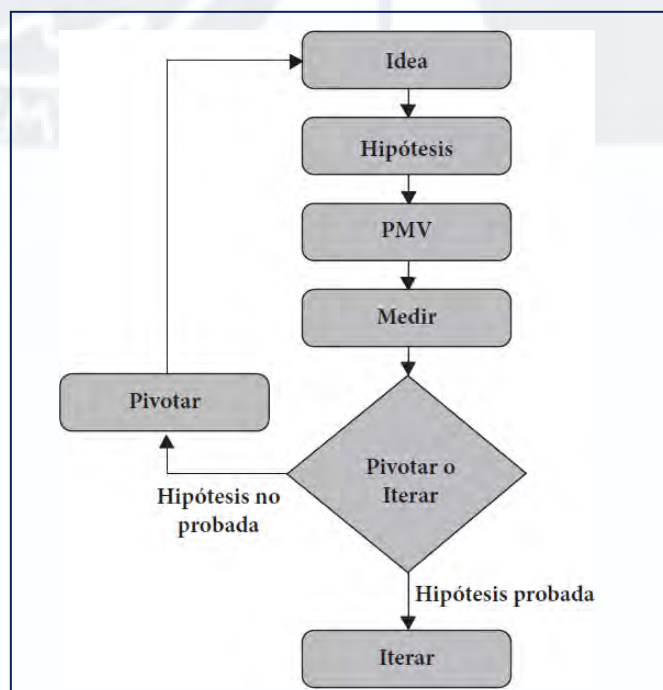 Idea
Hipótesis
PMV
Medir
Pivotar
Pivotar o
Iterar
Hipótesis no
probada
Hipótesis probada
Iterar